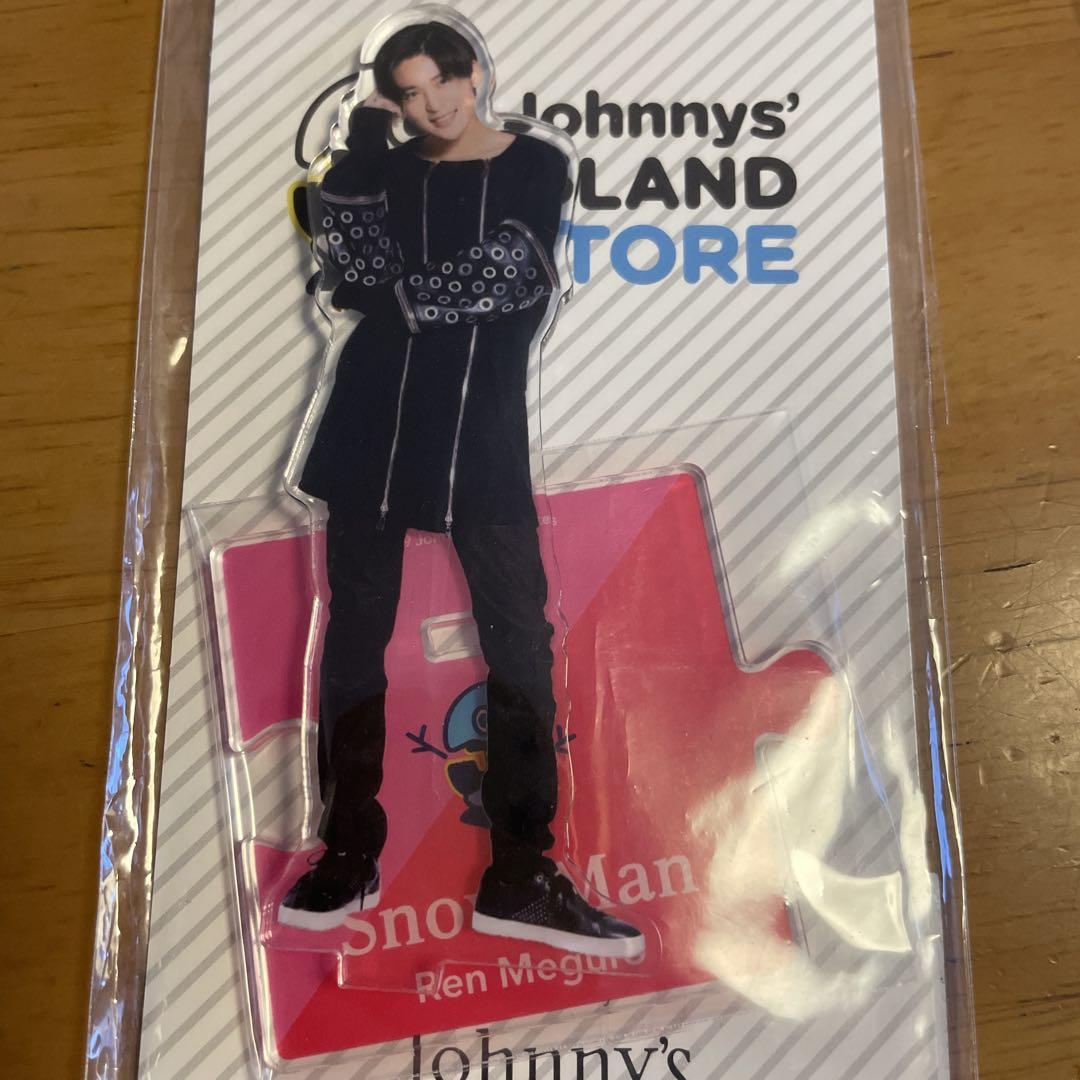 Johnnys’
LAND
TORE
Snow Man
Ren Meguro
Johnny's